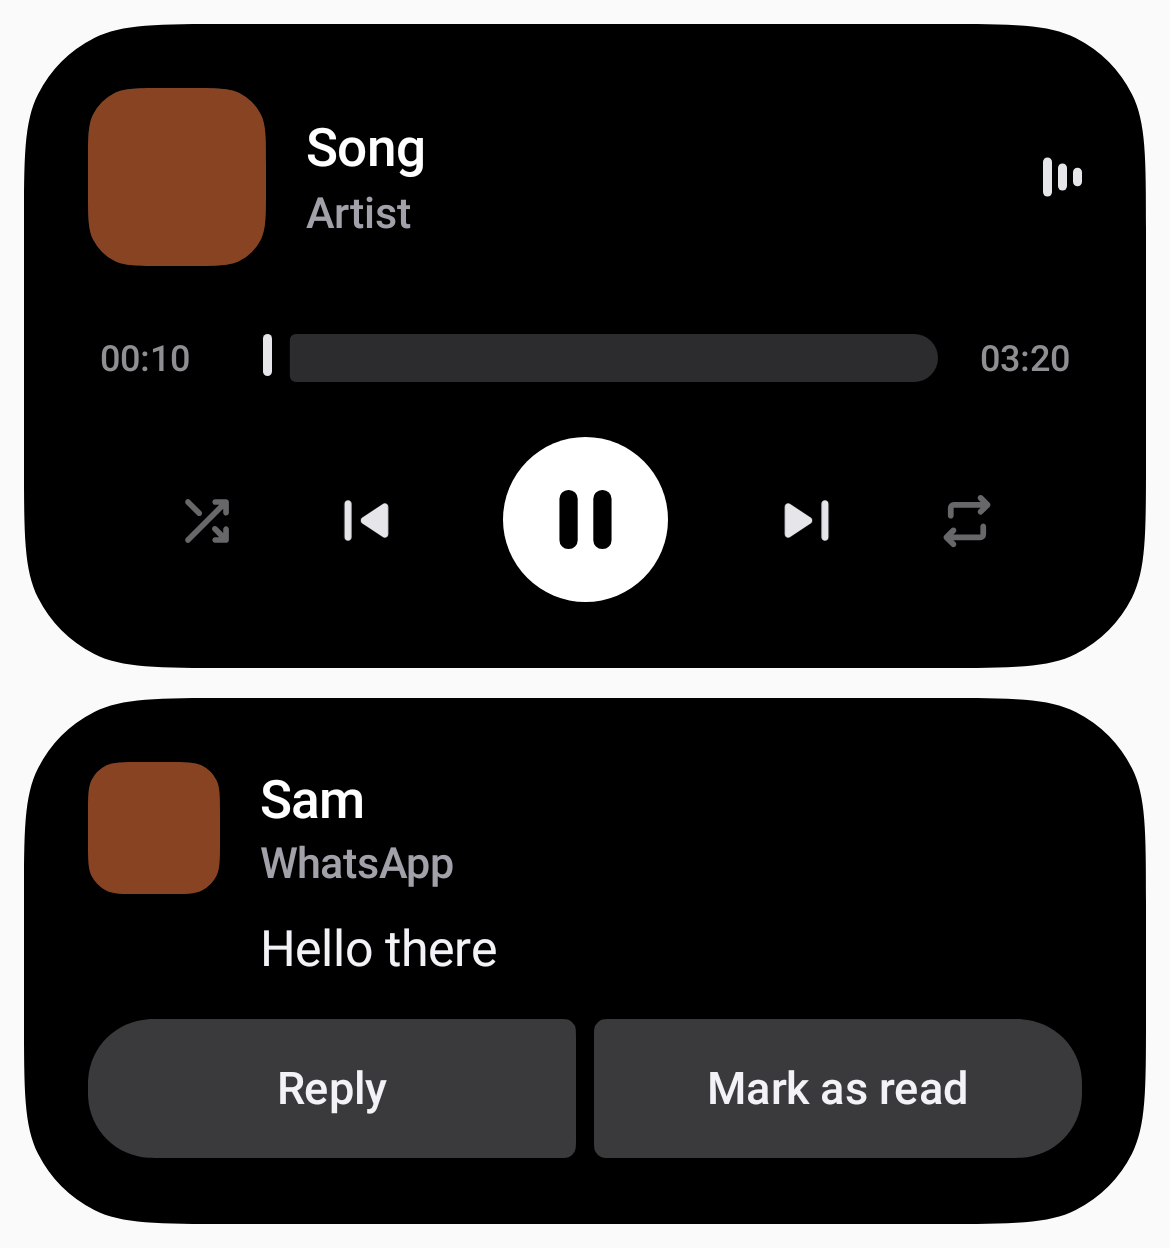 Song
Artist
00:10
03:20
Sam
WhatsApp
Hello there
Reply
Mark as read